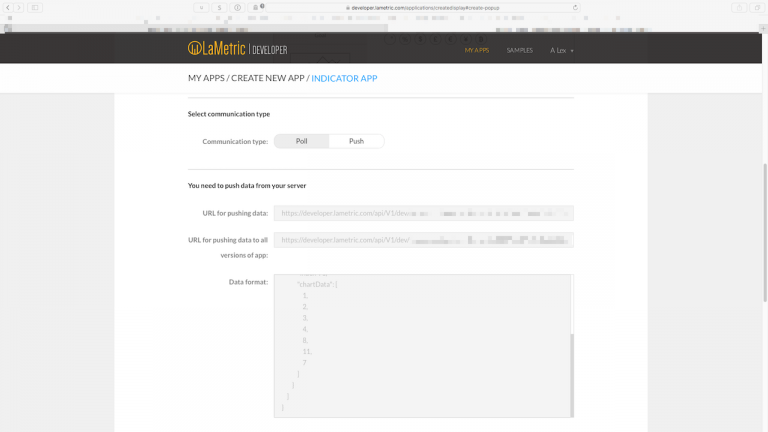 developer.lametric.com/applications/createdisplay#create-popup
LaMetric | DEVELOPER
MY APPS SAMPLES A Lex
MY APPS / CREATE NEW APP / INDICATOR APP
Select communication type
Communication type: Poll Push
You need to push data from your server
URL for pushing data: https://developer.lametric.com/api/V1/dev/
URL for pushing data to all versions of app: https://developer.lametric.com/api/V1/dev/
Data format:
"chartData":[
1,
2,
3,
4,
8,
11,
7
]
}
]
}